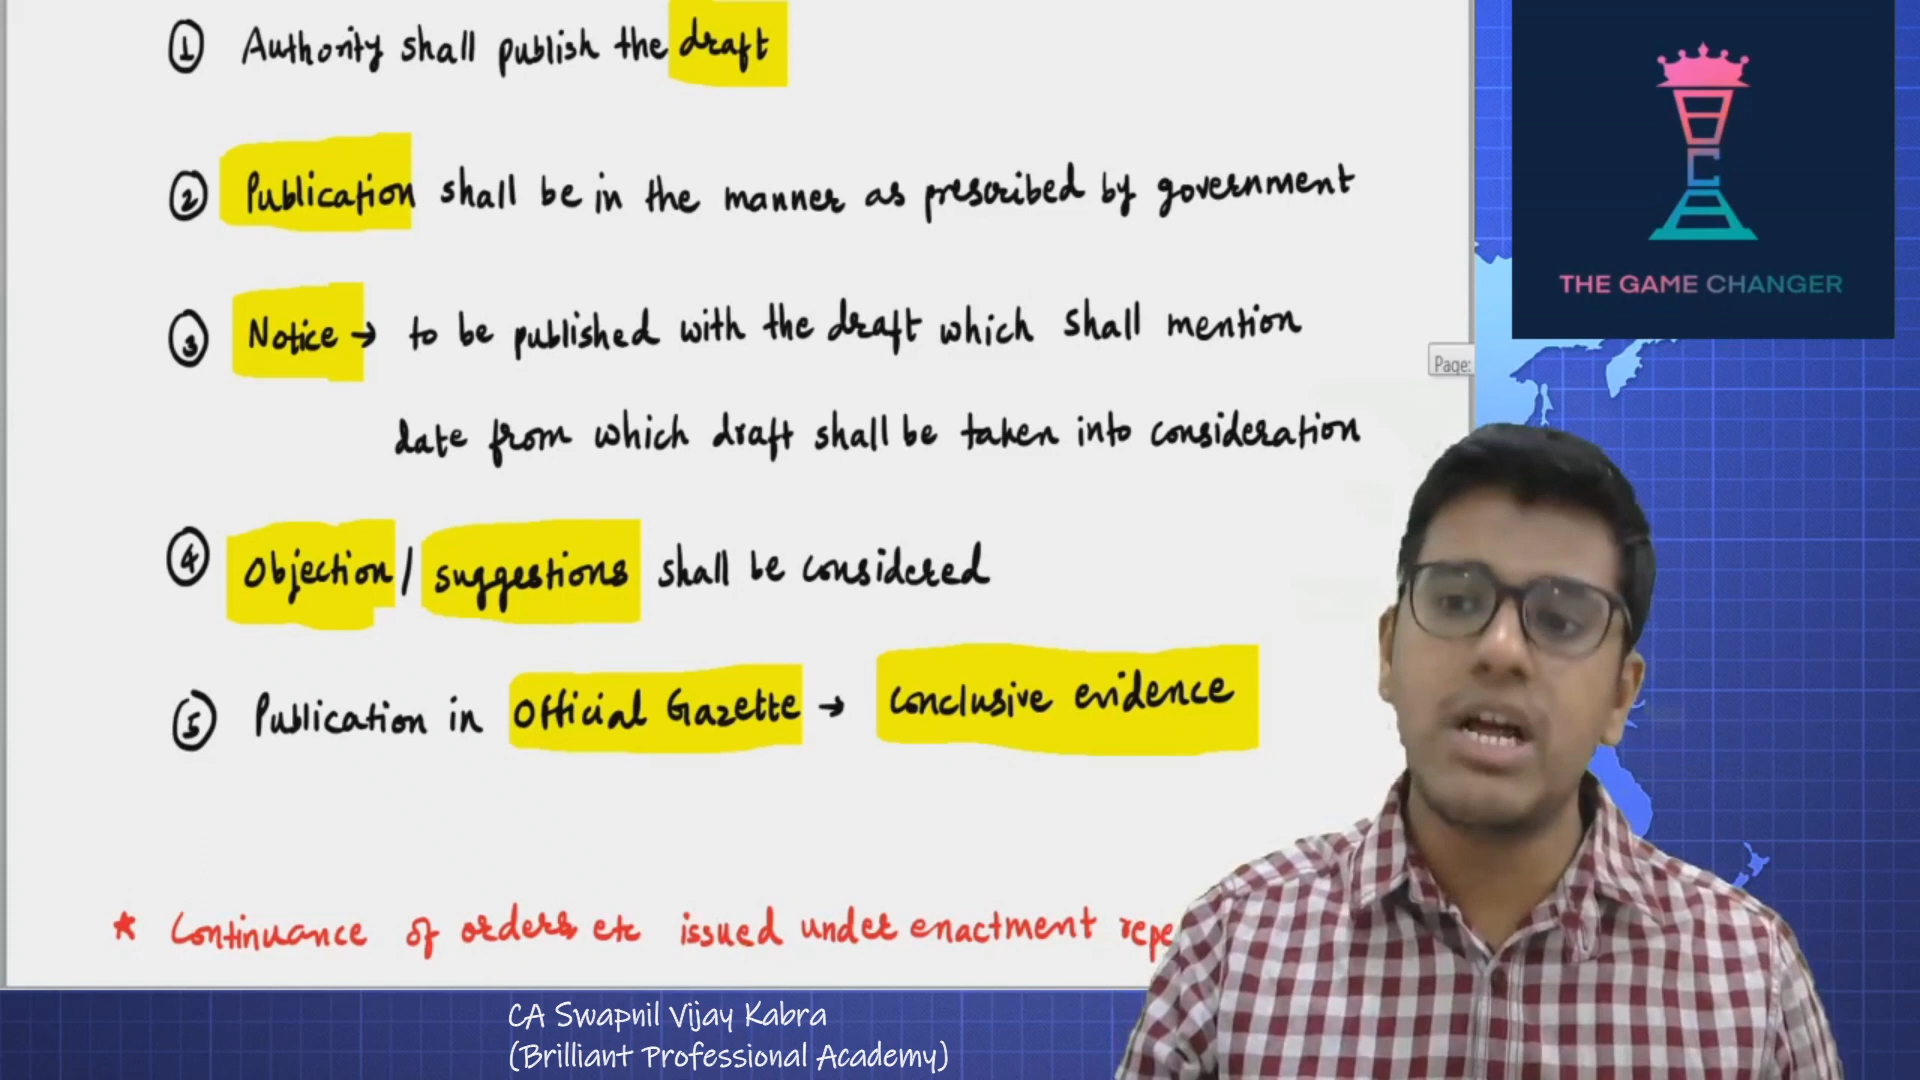 ① Authority shall publish the draft
② Publication shall be in the manner as prescribed by government
③ Notice → to be published with the draft which shall mention
date from which draft shall be taken into consideration
④ Objection / suggestions shall be considered
⑤ Publication in Official Gazette → Conclusive evidence
★ Continuance of orders etc issued under enactment repe
THE GAME CHANGER
Page:
CA Swapnil Vijay Kabra
(Brilliant Professional Academy)